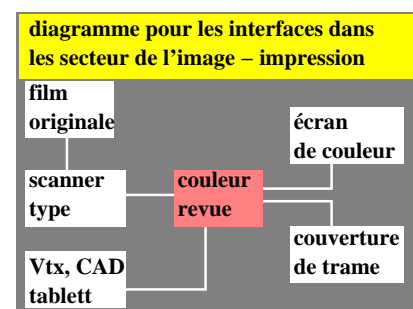 diagramme pour les interfaces dans
les secteur de l’image – impression
film
originale
écran
de couleur
scanner
type
couleur
revue
couverture
de trame
Vtx, CAD
tablett